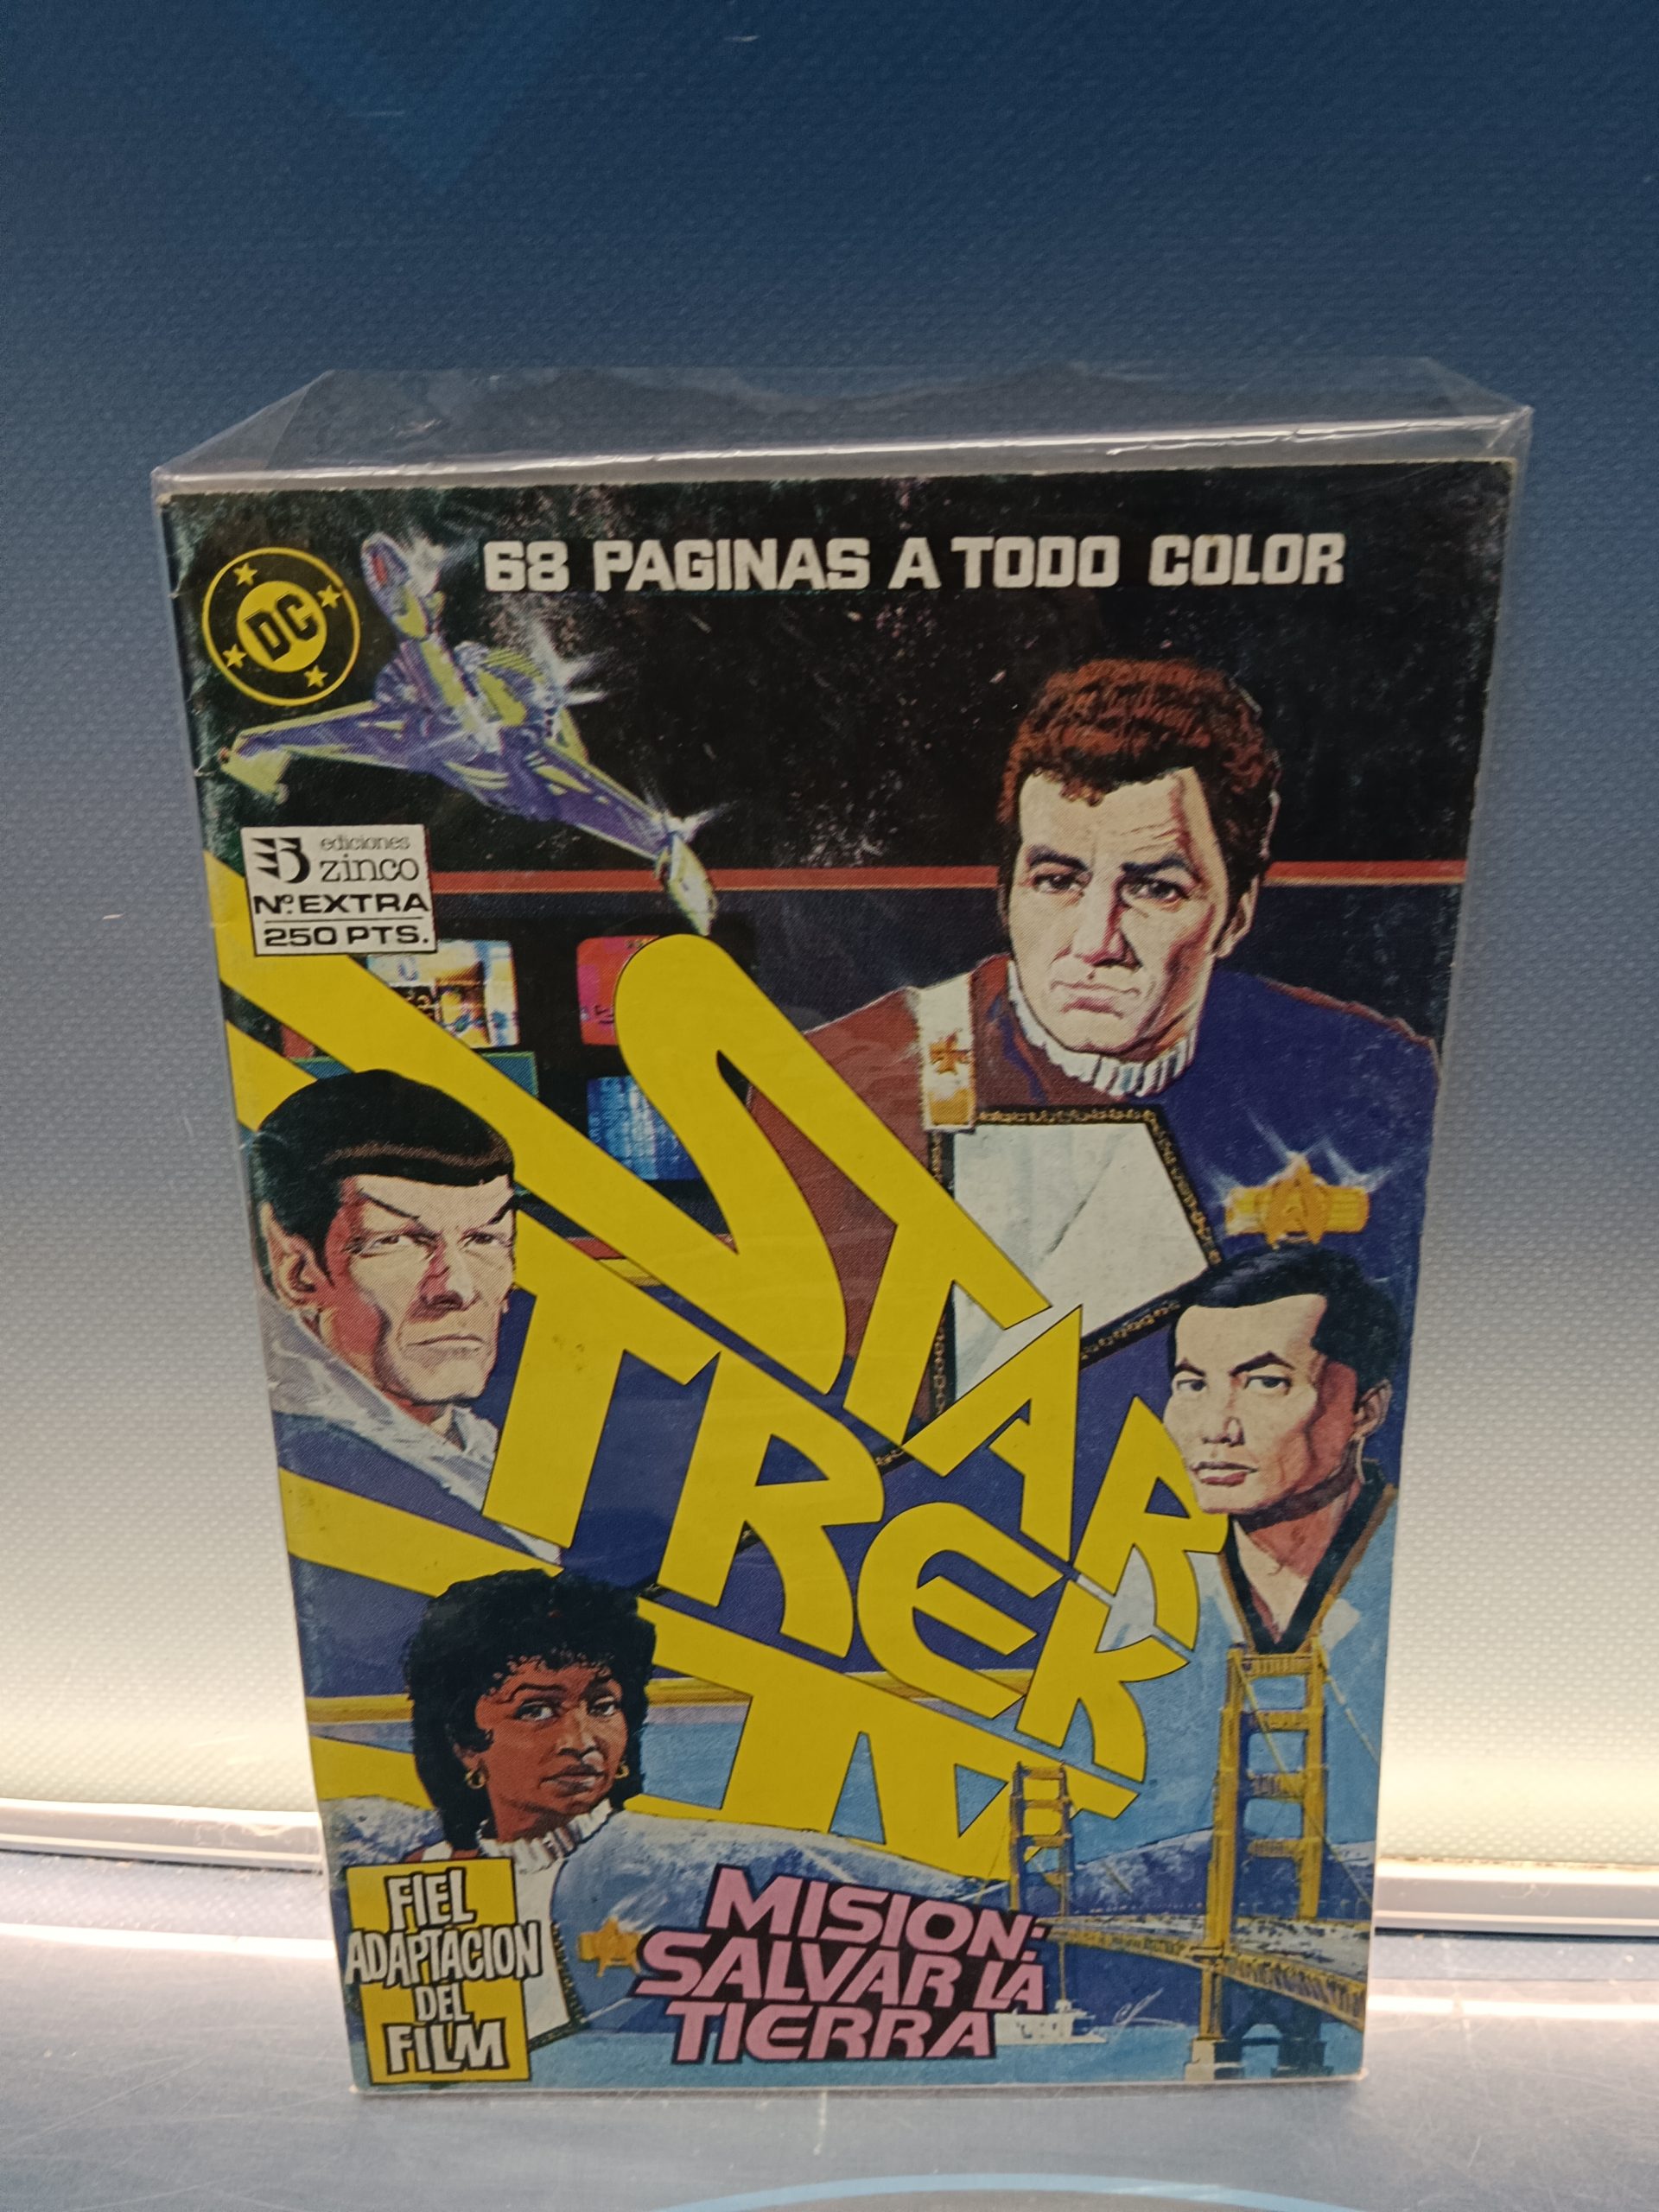 68 PAGINAS A TODO COLOR
DC
ediciones
zinco
Nº. EXTRA
250 PTS.
STAR
TREK
IV
FIEL
ADAPTACION
DEL
FILM
MISION:
SALVAR LA
TIERRA